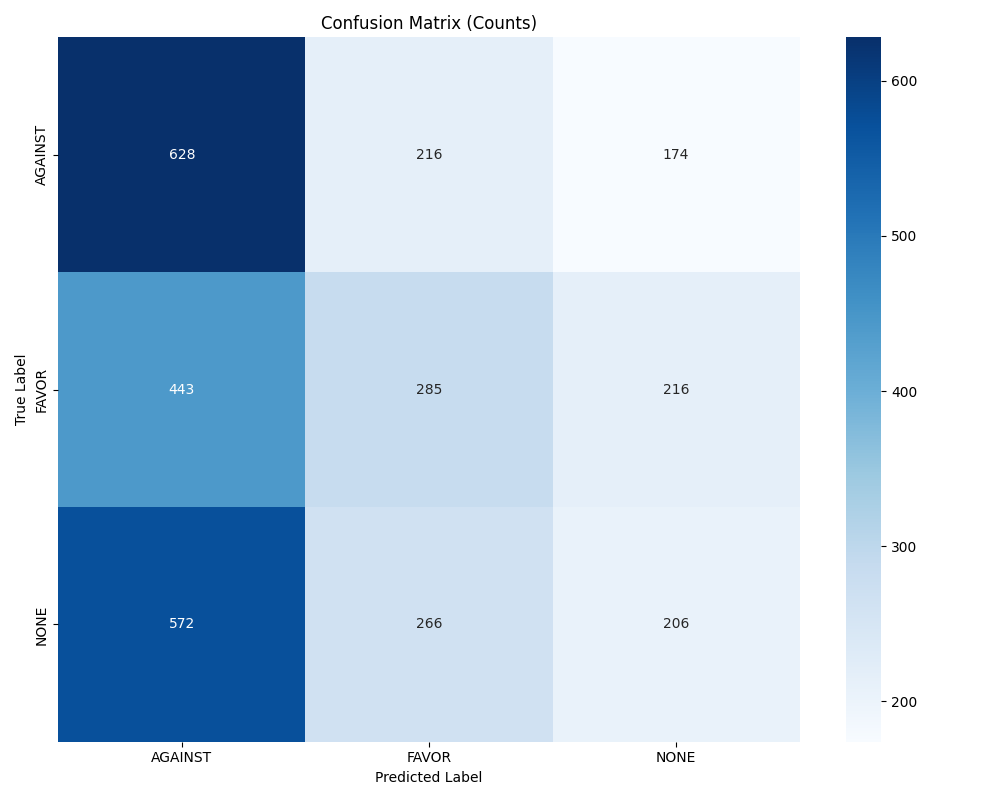 Confusion Matrix (Counts)
True Label
AGAINST
628 216 174
FAVOR
443 285 216
NONE
572 266 206
AGAINST FAVOR NONE
Predicted Label
600
500
400
300
200